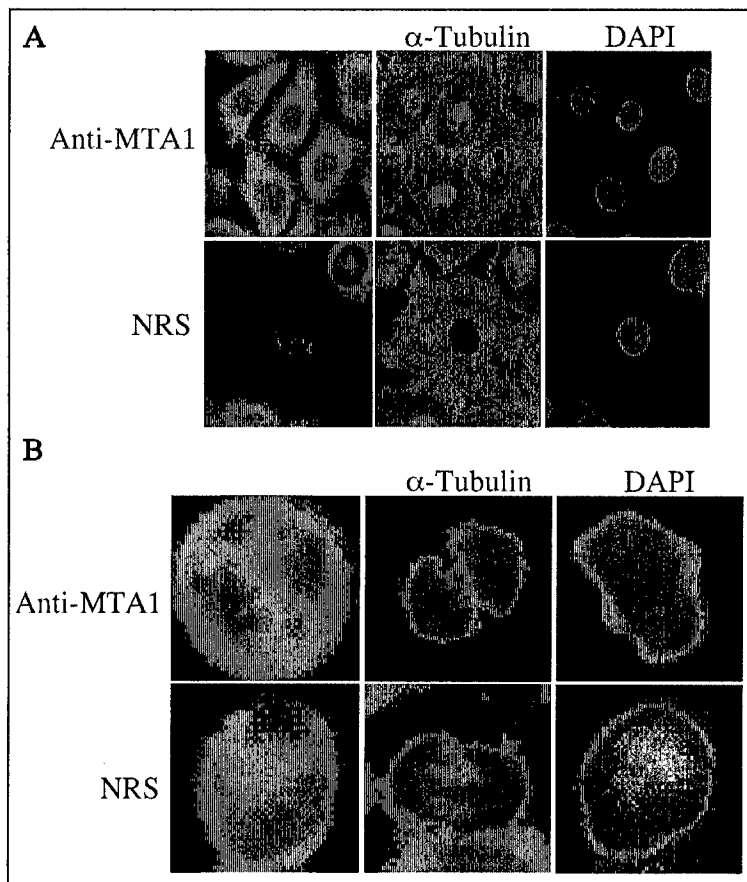 A
α-Tubulin DAPI
Anti-MTA1
NRS
B
α-Tubulin DAPI
Anti-MTA1
NRS